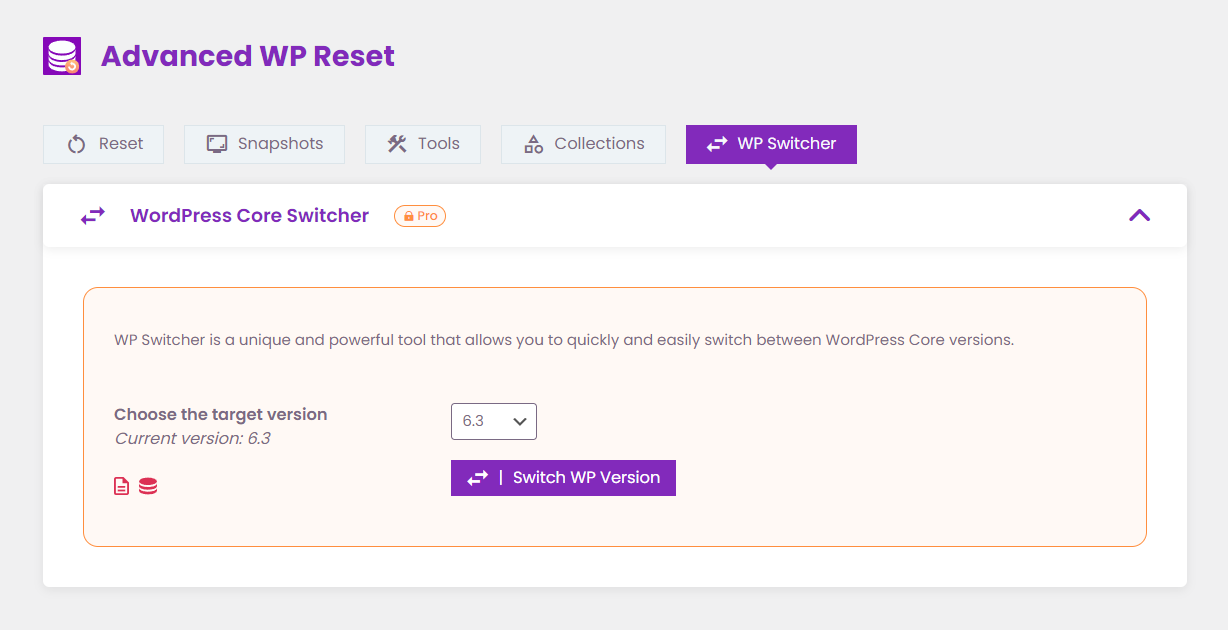 Advanced WP Reset
Reset
Snapshots
Tools
Collections
WP Switcher
WordPress Core Switcher
Pro
WP Switcher is a unique and powerful tool that allows you to quickly and easily switch between WordPress Core versions.
Choose the target version
6.3
Current version: 6.3
| Switch WP Version